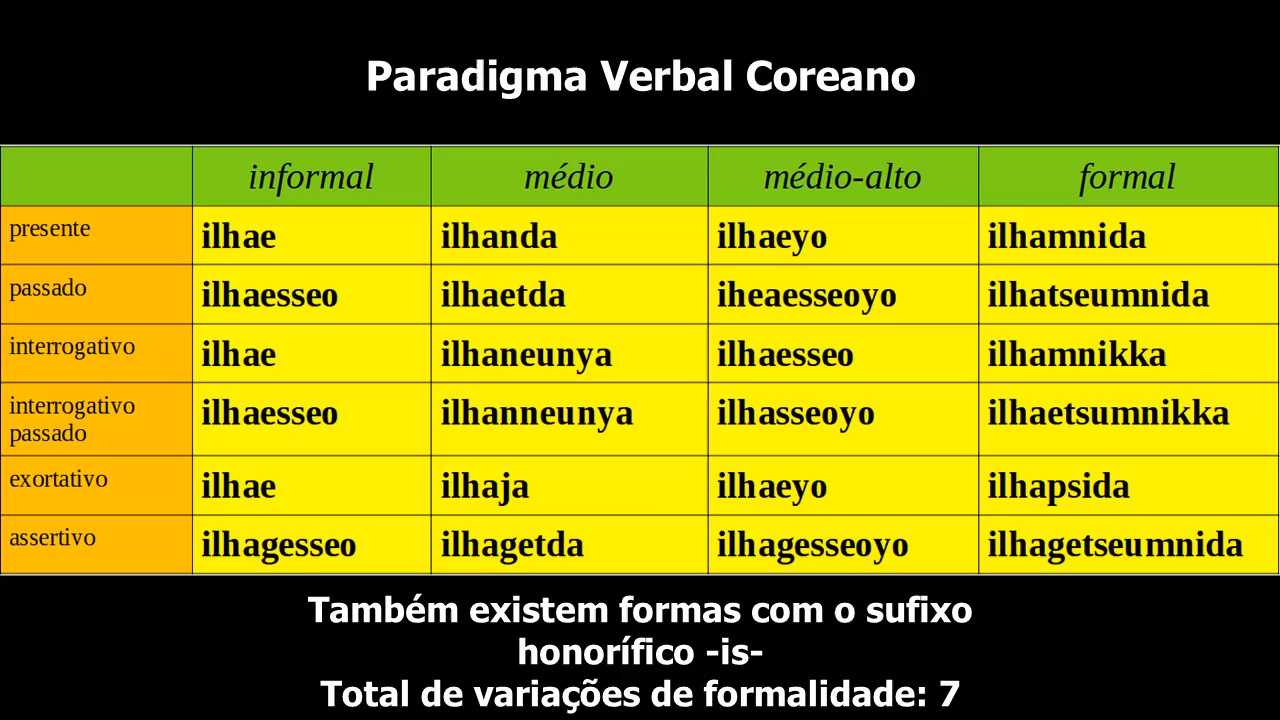 Paradigma Verbal Coreano
informal médio médio-alto formal
presente ilhae ilhanda ilhaeyo ilhamnida
passado ilhaesseo ilhaetda iheaesseoyo ilhatseumnida
interrogativo ilhae ilhaneunya ilhaesseo ilhamnikka
interrogativo
passado ilhaesseo ilhanneunya ilhasseoyo ilhaetsumnikka
exortativo ilhae ilhaja ilhaeyo ilhapsida
assertivo ilhagesseo ilhagetda ilhagesseoyo ilhagetseumnida
Também existem formas com o sufixo
honorífico -is-
Total de variações de formalidade: 7